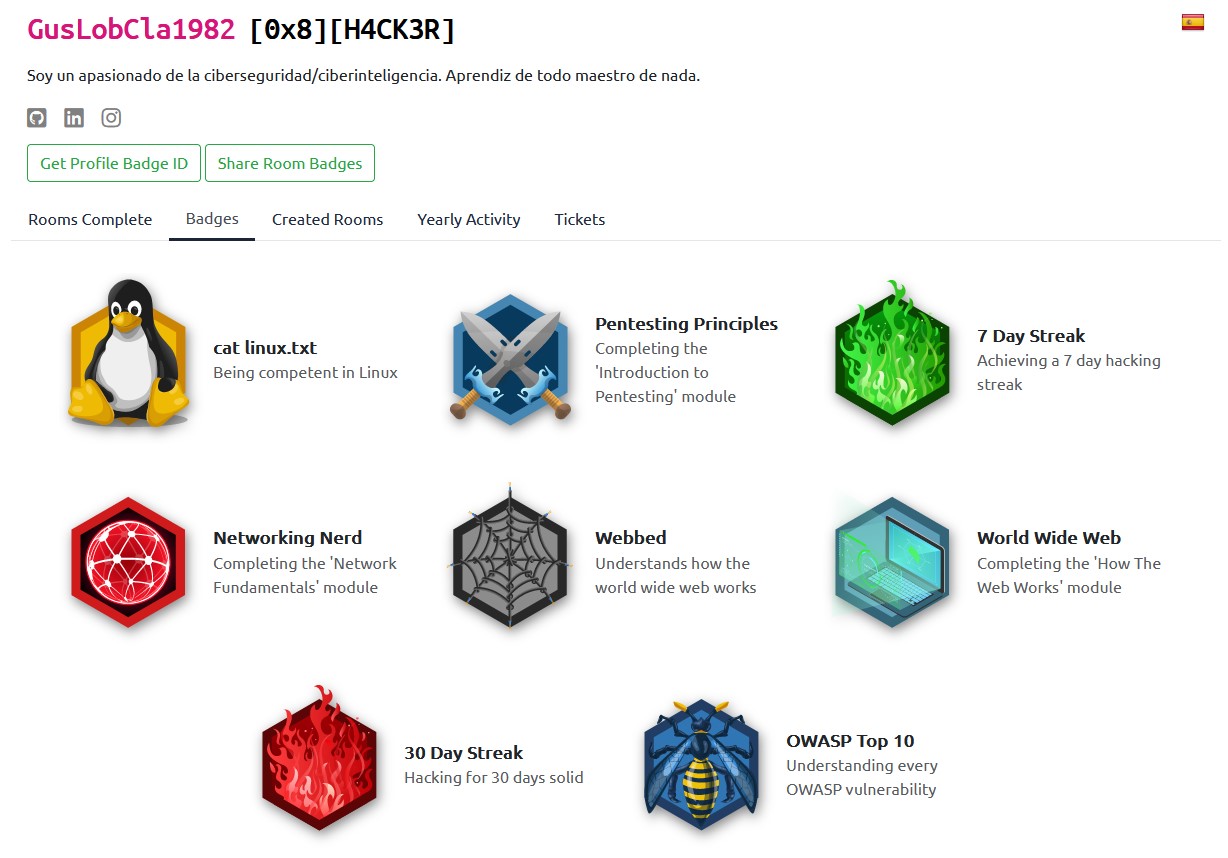 GusLobCla1982 [0x8][H4CK3R]
Soy un apasionado de la ciberseguridad/ciberinteligencia. Aprendiz de todo maestro de nada.
Get Profile Badge ID
Share Room Badges
Rooms Complete
Badges
Created Rooms
Yearly Activity
Tickets
cat linux.txt
Being competent in Linux
Pentesting Principles
Completing the
'Introduction to
Pentesting' module
7 Day Streak
Achieving a 7 day hacking
streak
Networking Nerd
Completing the 'Network
Fundamentals' module
Webbed
Understands how the
world wide web works
World Wide Web
Completing the 'How The
Web Works' module
30 Day Streak
Hacking for 30 days solid
OWASP Top 10
Understanding every
OWASP vulnerability